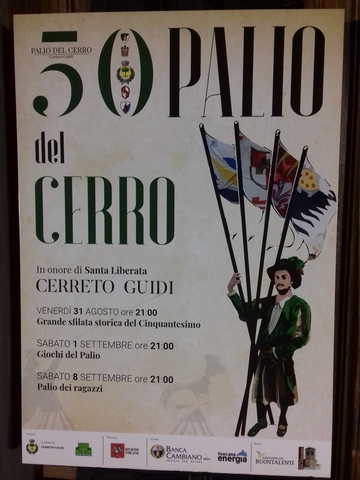 PALIO DEL CERRO
Cerreto Guidi
50 PALIO
del
CERRO
In onore di Santa Liberata
CERRETO GUIDI
VENERDÌ 31 AGOSTO ore 21:00
Grande sfilata storica del Cinquantesimo
SABATO 1 SETTEMBRE ore 21:00
Giochi del Palio
SABATO 8 SETTEMBRE ore 21:00
Palio dei ragazzi
REGIONE
TOSCANA
BANCA
CAMBIANO
toscana
energia
BUONTALENTI